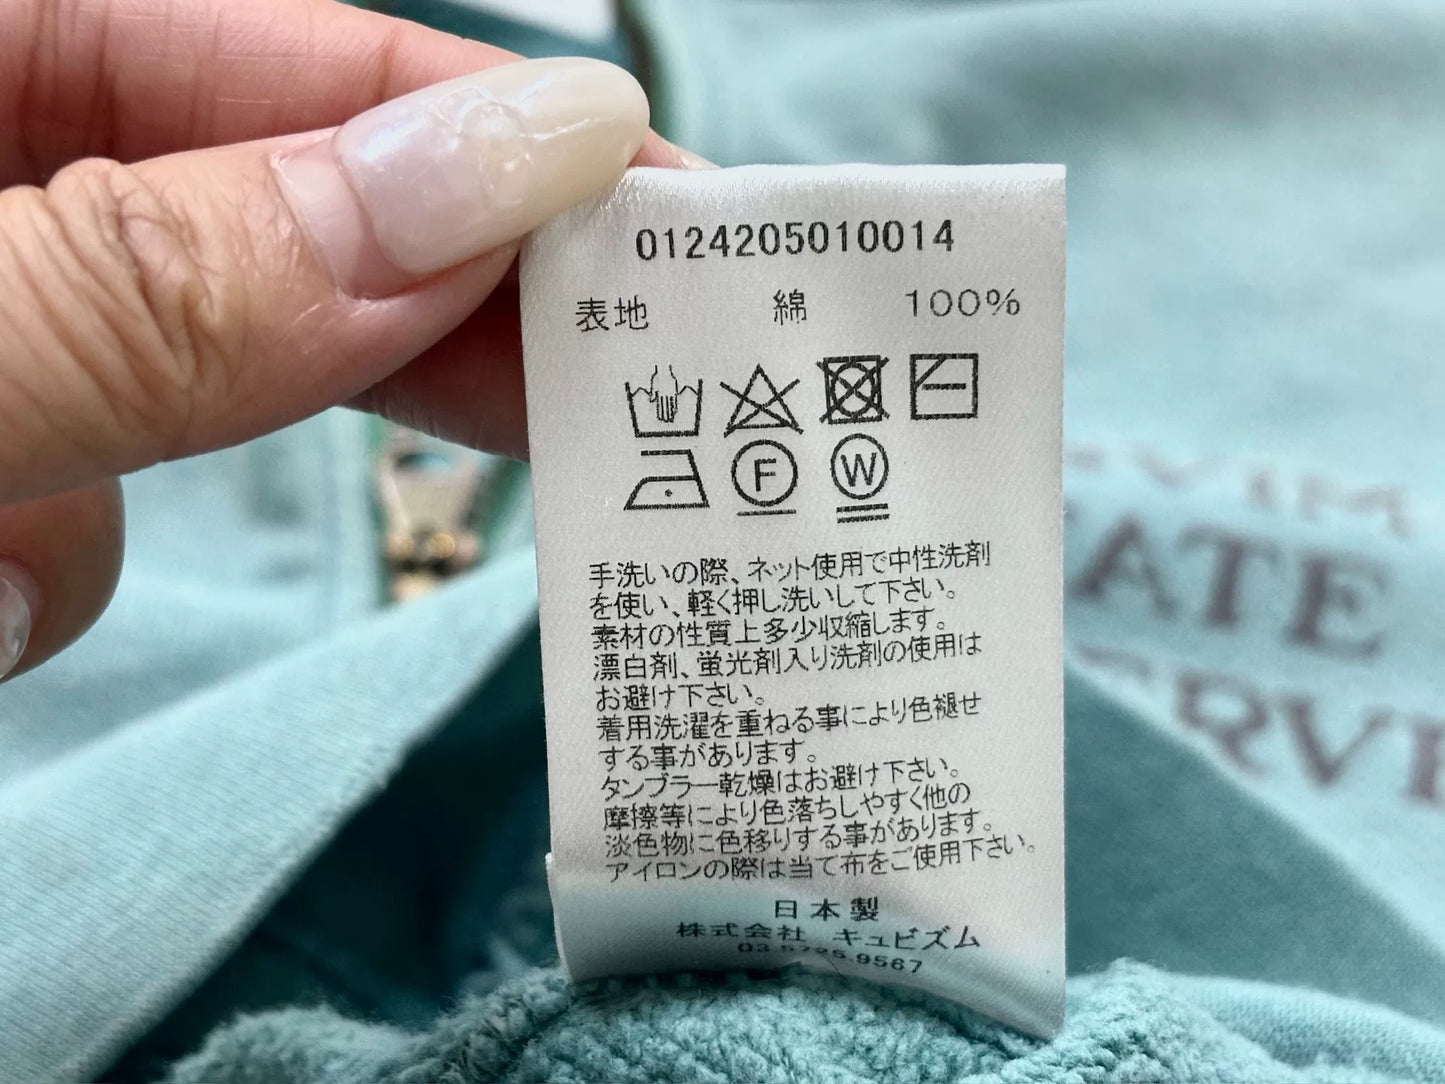 0124205010014
表地 綿 100%
F W
手洗いの際、ネット使用で中性洗剤
を使い、軽く押し洗いして下さい。
素材の性質上多少収縮します。
漂白剤、蛍光剤入り洗剤の使用は
お避け下さい。
着用洗濯を重ねる事により色褪せ
する事があります。
タンブラー乾燥はお避け下さい。
摩擦等により色落ちしやすく他の
淡色物に色移りする事があります。
アイロンの際は当て布をご使用下さい。
日本製
株式会社 キュビズム
03 5725 9567
VIM
ATE
ERVE